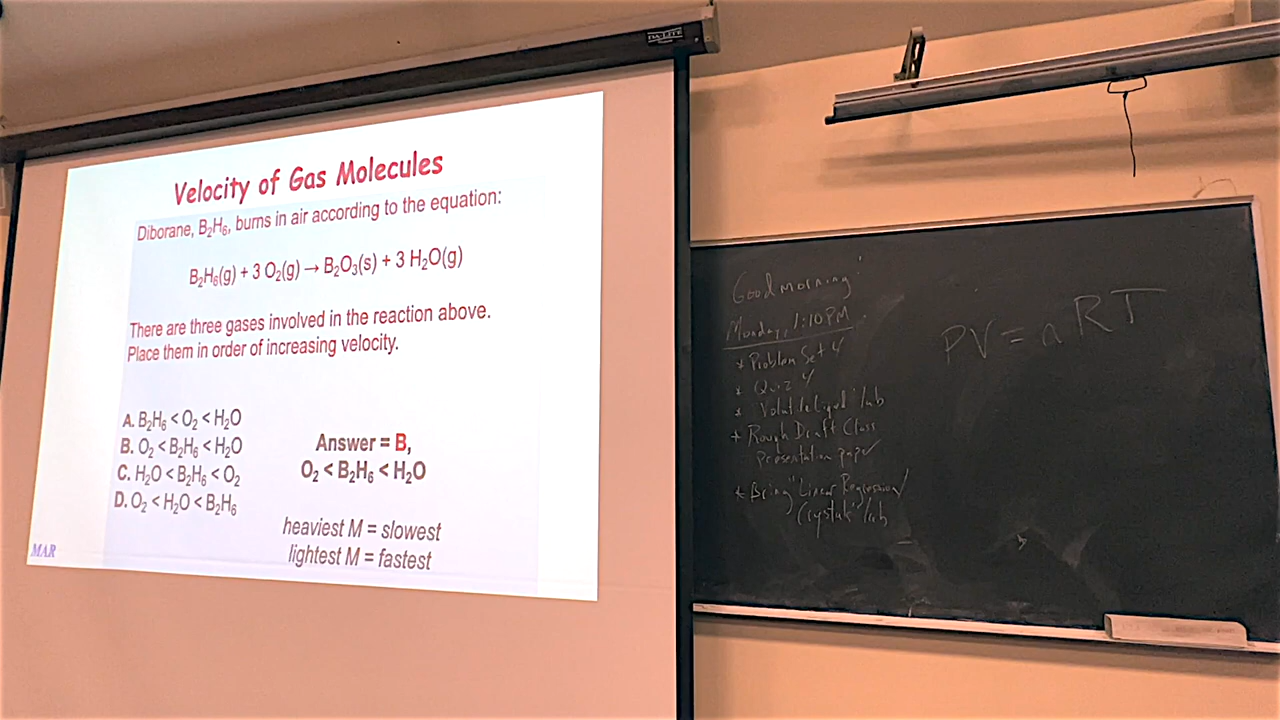 DA-LITE
Velocity of Gas Molecules
Diborane, B₂H₆, burns in air according to the equation:
B₂H₆(g) + 3 O₂(g) → B₂O₃(s) + 3 H₂O(g)
There are three gases involved in the reaction above.
Place them in order of increasing velocity.
A. B₂H₆ < O₂ < H₂O
B. O₂ < B₂H₆ < H₂O
C. H₂O < B₂H₆ < O₂
D. O₂ < H₂O < B₂H₆
Answer = B,
O₂ < B₂H₆ < H₂O
heaviest M = slowest
lightest M = fastest
MAR
Good morning!
Monday, 1:10 PM
* Problem Set 4
* Quiz 4
* "Volatile Liquid" lab
* Rough Draft Class
Presentation paper
* Bring "Linear Regression/
Crystals" lab
PV = nRT